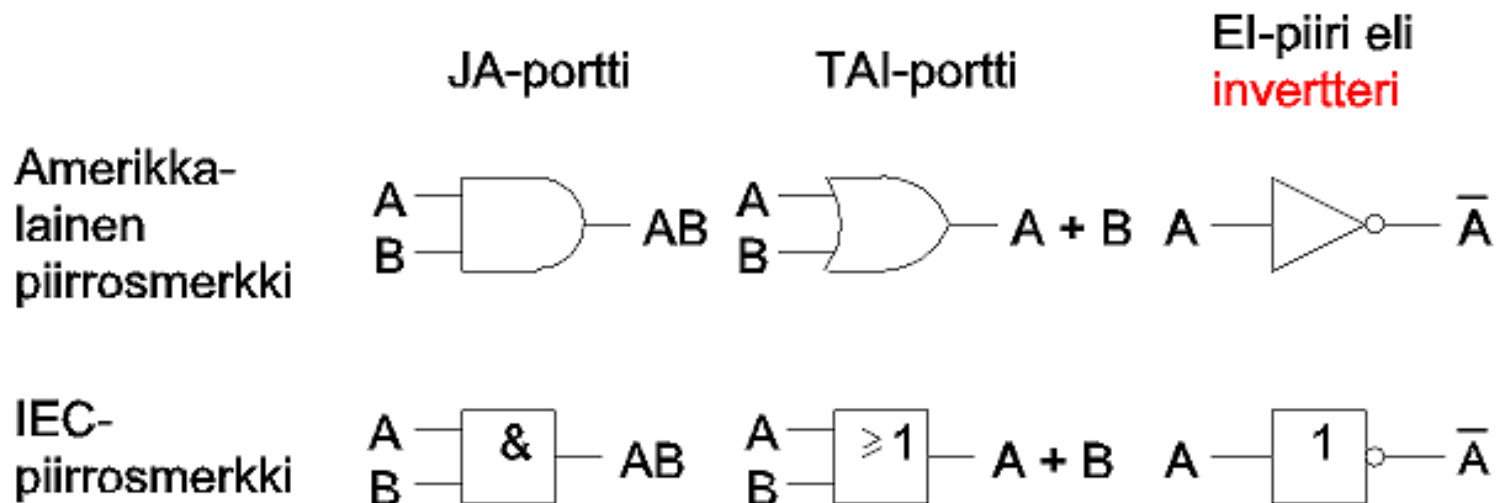 JA-portti
TAI-portti
EI-piiri eli
invertteri
Amerikka-
lainen
piirrosmerkki
A
B
AB
A
B
A + B
A
A̅
IEC-
piirrosmerkki
A
B
&
AB
A
B
⩾1
A + B
A
1
A̅